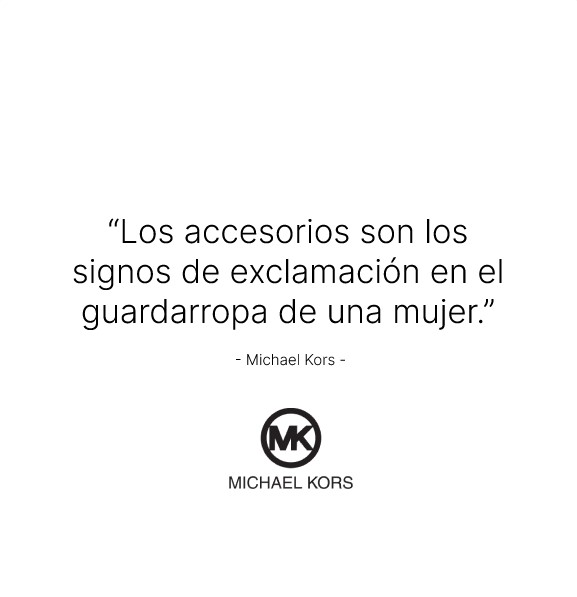 “Los accesorios son los
signos de exclamación en el
guardarropa de una mujer.”
- Michael Kors -
MK
MICHAEL KORS